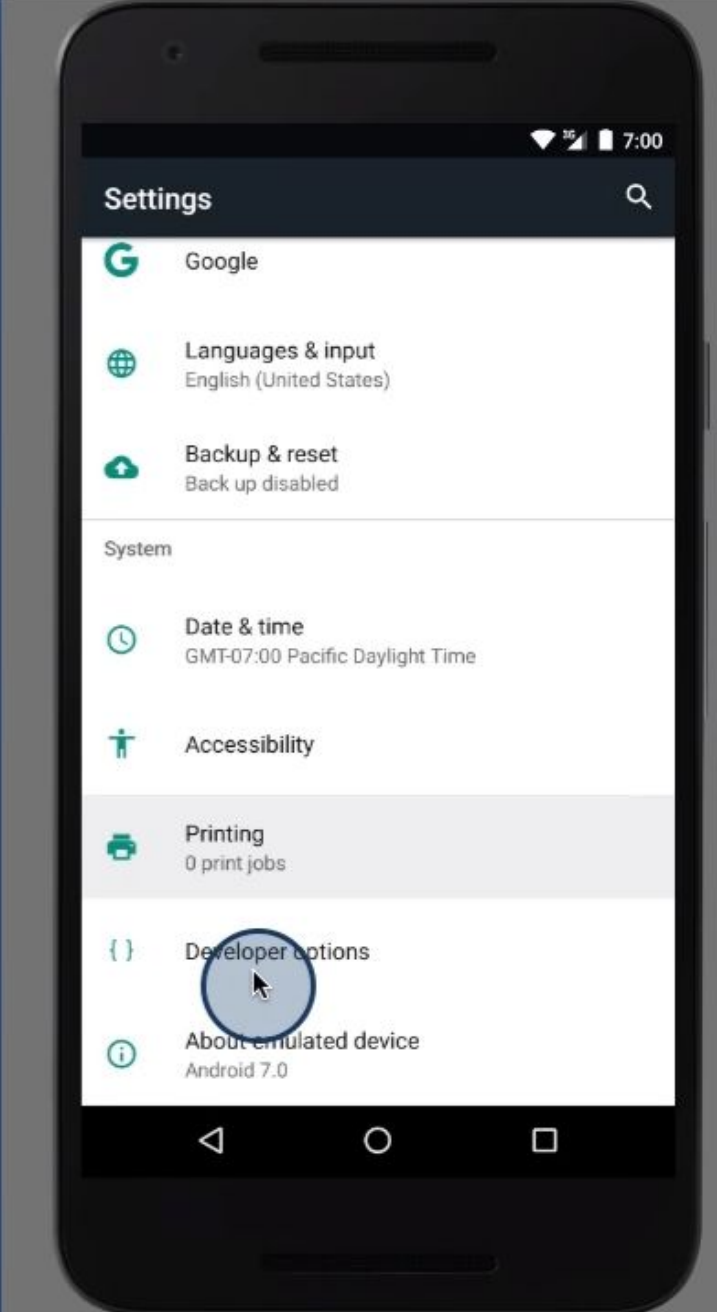 3G 7:00
Settings
Google
Languages & input
English (United States)
Backup & reset
Back up disabled
System
Date & time
GMT-07:00 Pacific Daylight Time
Accessibility
Printing
0 print jobs
Developer options
About emulated device
Android 7.0